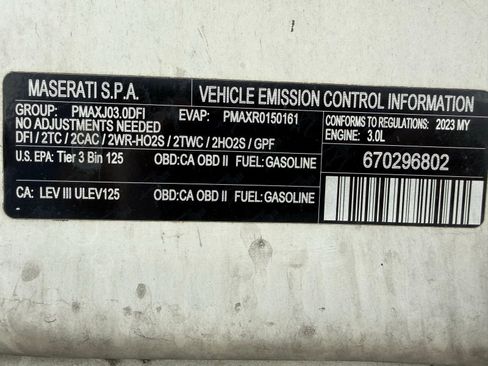 MASERATI S.P.A.
VEHICLE EMISSION CONTROL INFORMATION
GROUP: PMAXJ03.0DFI EVAP: PMAXR0150161
NO ADJUSTMENTS NEEDED
DFI / 2TC / 2CAC / 2WR-HO2S / 2TWC / 2HO2S / GPF
CONFORMS TO REGULATIONS: 2023 MY
ENGINE: 3.0L
U.S. EPA: Tier 3 Bin 125 OBD:CA OBD II FUEL:GASOLINE
CA: LEV III ULEV125 OBD:CA OBD II FUEL:GASOLINE
670296802